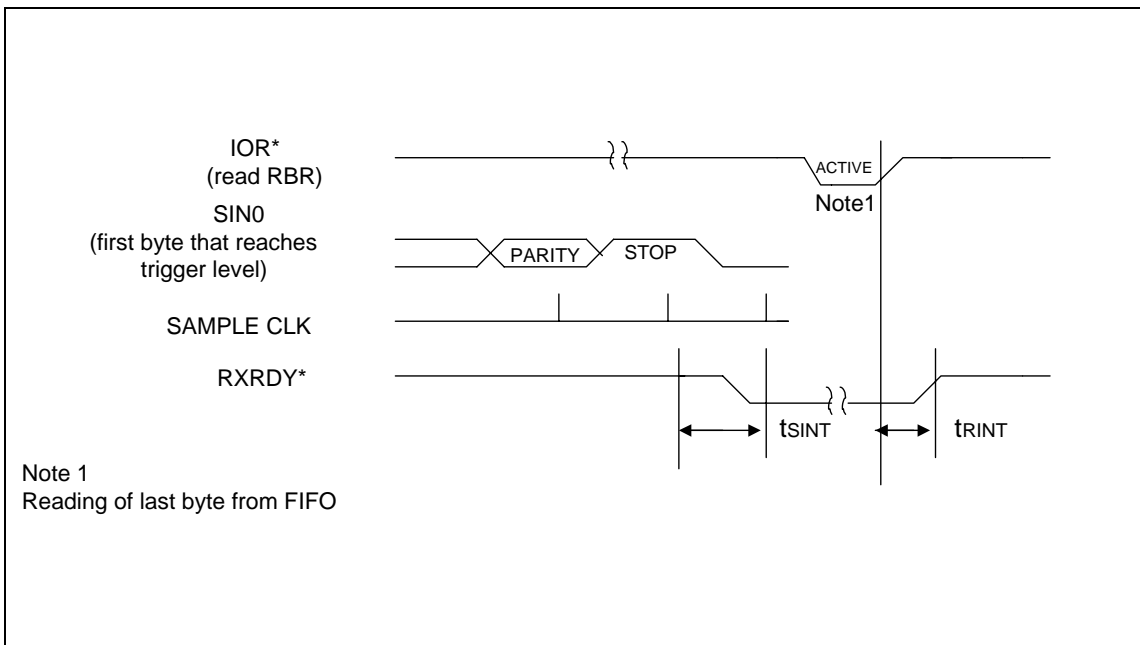 IOR*
(read RBR)
ACTIVE
Note1
SIN0
(first byte that reaches
trigger level)
PARITY
STOP
SAMPLE CLK
RXRDY*
tSINT
tRINT
Note 1
Reading of last byte from FIFO